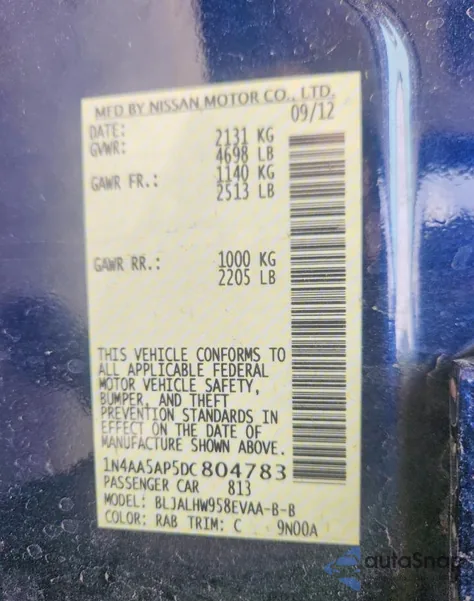 MFD BY NISSAN MOTOR CO., LTD.
DATE: 09/12
GVWR: 2131 KG
4698 LB
GAWR FR.: 1140 KG
2513 LB
GAWR RR.: 1000 KG
2205 LB
THIS VEHICLE CONFORMS TO
ALL APPLICABLE FEDERAL
MOTOR VEHICLE SAFETY,
BUMPER, AND THEFT
PREVENTION STANDARDS IN
EFFECT ON THE DATE OF
MANUFACTURE SHOWN ABOVE.
1N4AA5AP5DC804783
PASSENGER CAR 813
MODEL: BLJALHW958EVAA-B-B
COLOR: RAB TRIM: C 9N00A
autoSnap